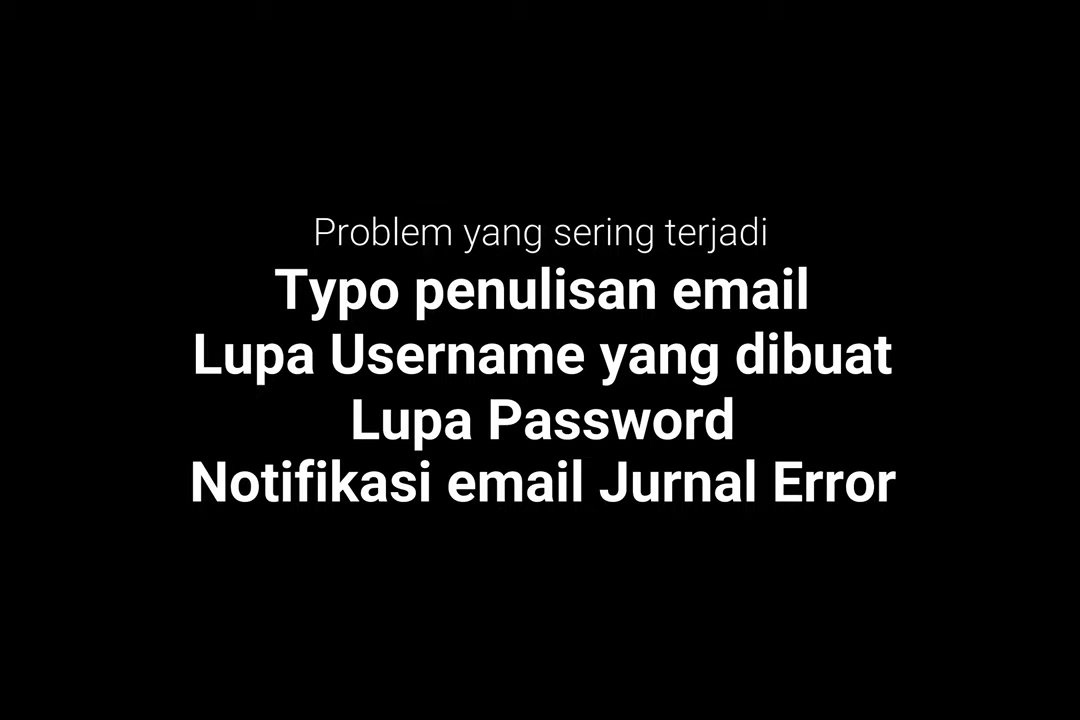 Problem yang sering terjadi
Typo penulisan email
Lupa Username yang dibuat
Lupa Password
Notifikasi email Jurnal Error